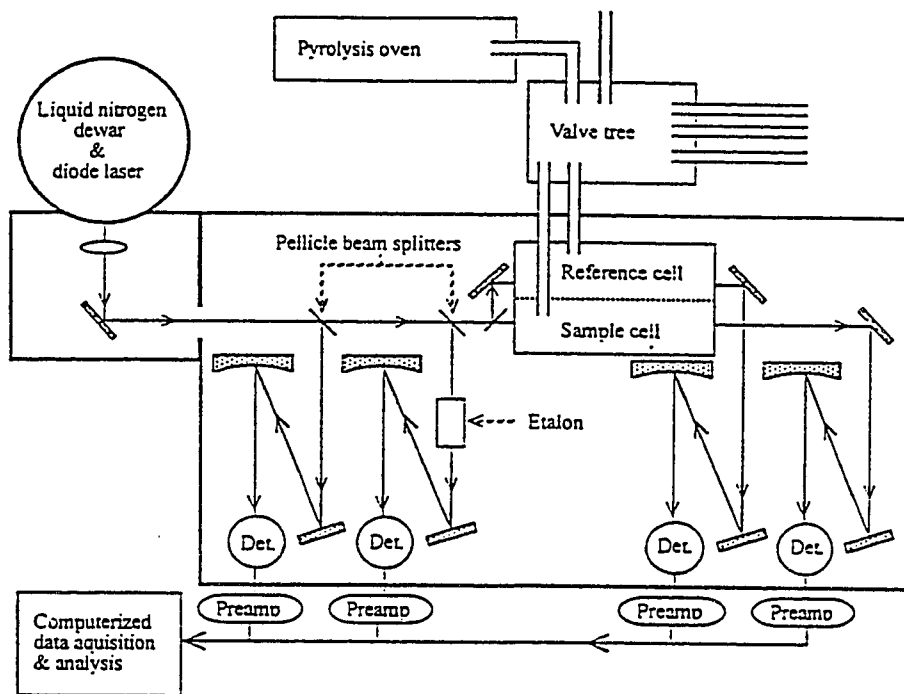 Pyrolysis oven
Liquid nitrogen
dewar
&
diode laser
Valve tree
Pellicle beam splitters
Reference cell
Sample cell
Etalon
Det.
Det.
Det.
Det.
Preamp
Preamp
Preamp
Preamp
Computerized
data aquisition
& analysis